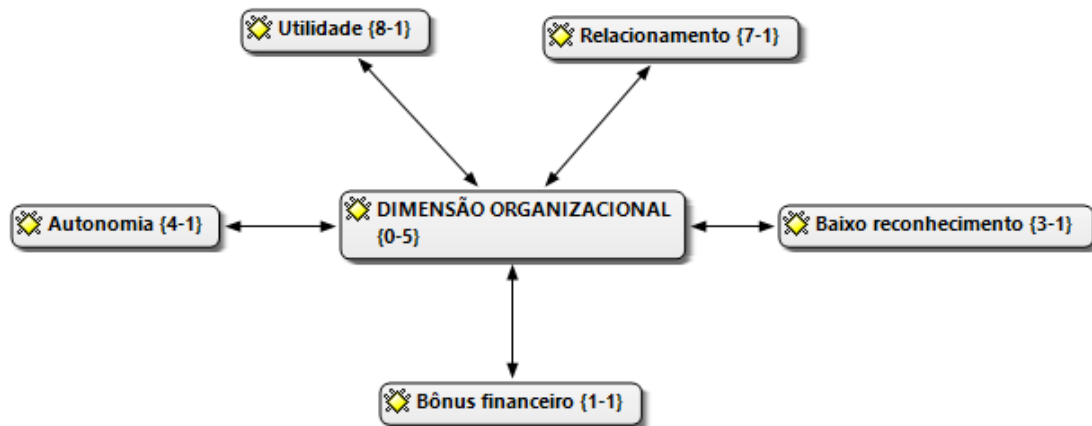 Utilidade {8-1}
Relacionamento {7-1}
Autonomia {4-1}
DIMENSÃO ORGANIZACIONAL
{0-5}
Baixo reconhecimento {3-1}
Bônus financeiro {1-1}